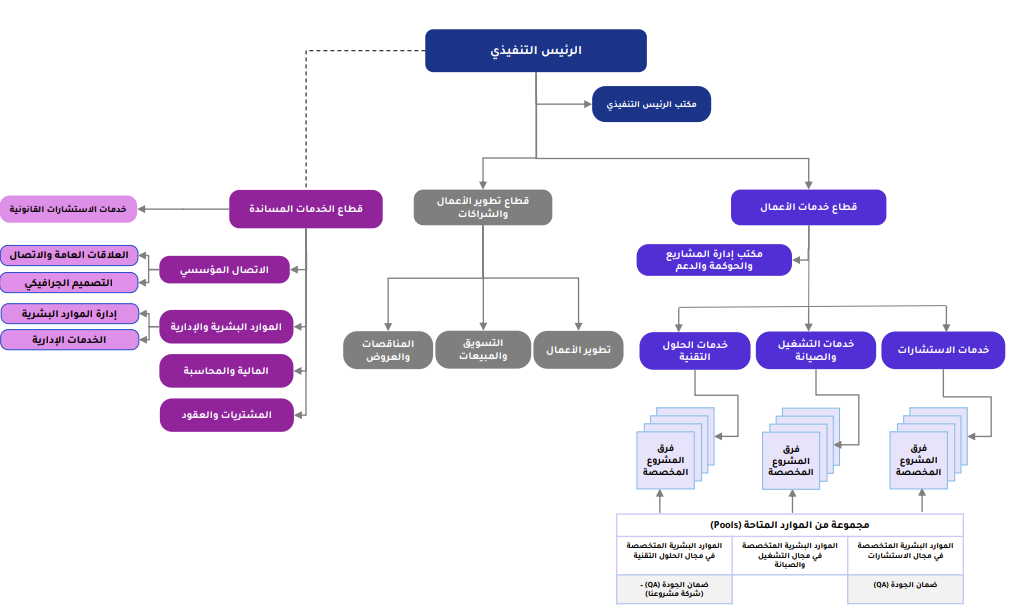 الرئيس التنفيذي
مكتب الرئيس التنفيذي
قطاع خدمات الأعمال
قطاع تطوير الأعمال
والشراكات
قطاع الخدمات المساندة
خدمات الاستشارات القانونية
مكتب إدارة المشاريع
والحوكمة والدعم
الاتصال المؤسسي
العلاقات العامة والاتصال
التصميم الجرافيكي
الموارد البشرية والإدارية
إدارة الموارد البشرية
الخدمات الإدارية
المالية والمحاسبة
المشتريات والعقود
خدمات الاستشارات
خدمات التشغيل
والصيانة
خدمات الحلول
التقنية
تطوير الأعمال
التسويق
والمبيعات
المناقصات
والعروض
فرق
المشروع
المخصصة
فرق
المشروع
المخصصة
فرق
المشروع
المخصصة
مجموعة من الموارد المتاحة (Pools)
الموارد البشرية المتخصصة
في مجال الاستشارات
الموارد البشرية المتخصصة
في مجال التشغيل
والصيانة
الموارد البشرية المتخصصة
في مجال الحلول التقنية
ضمان الجودة (QA)
ضمان الجودة (QA) -
(شركة مشروعنا)